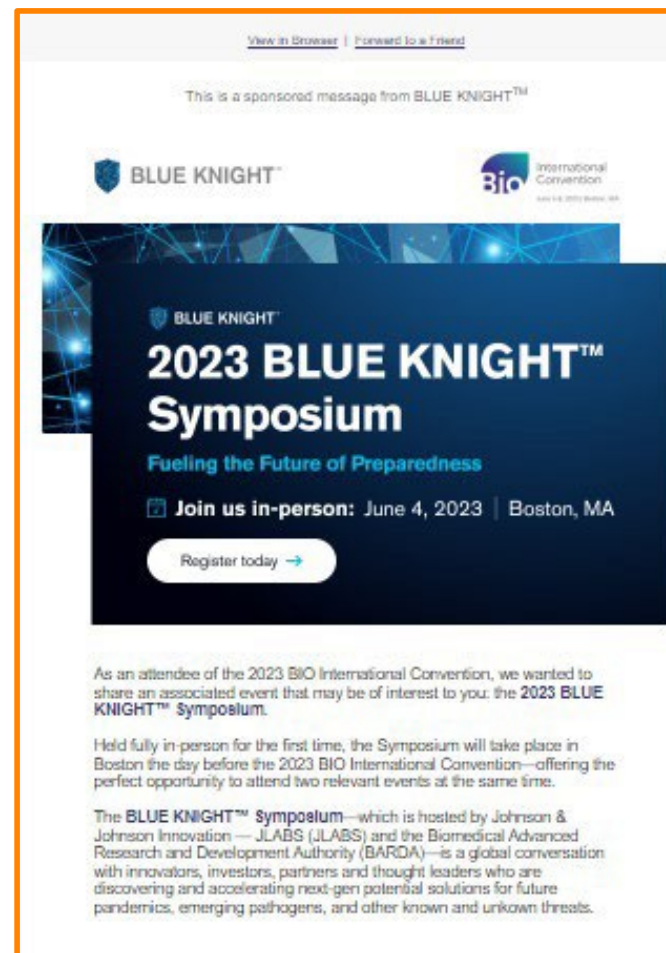 View in Browser | Forward to a Friend
This is a sponsored message from BLUE KNIGHT™
BLUE KNIGHT™
Bio International
Convention
2023 Boston, MA
BLUE KNIGHT™
2023 BLUE KNIGHT™
Symposium
Fueling the Future of Preparedness
Join us in-person: June 4, 2023 | Boston, MA
Register today →
As an attendee of the 2023 BIO International Convention, we wanted to
share an associated event that may be of interest to you: the 2023 BLUE
KNIGHT™ Symposium.
Held fully in-person for the first time, the Symposium will take place in
Boston the day before the 2023 BIO International Convention—offering the
perfect opportunity to attend two relevant events at the same time.
The BLUE KNIGHT™ Symposium—which is hosted by Johnson &
Johnson Innovation — JLABS (JLABS) and the Biomedical Advanced
Research and Development Authority (BARDA)—is a global conversation
with innovators, investors, partners and thought leaders who are
discovering and accelerating next-gen potential solutions for future
pandemics, emerging pathogens, and other known and unkown threats.